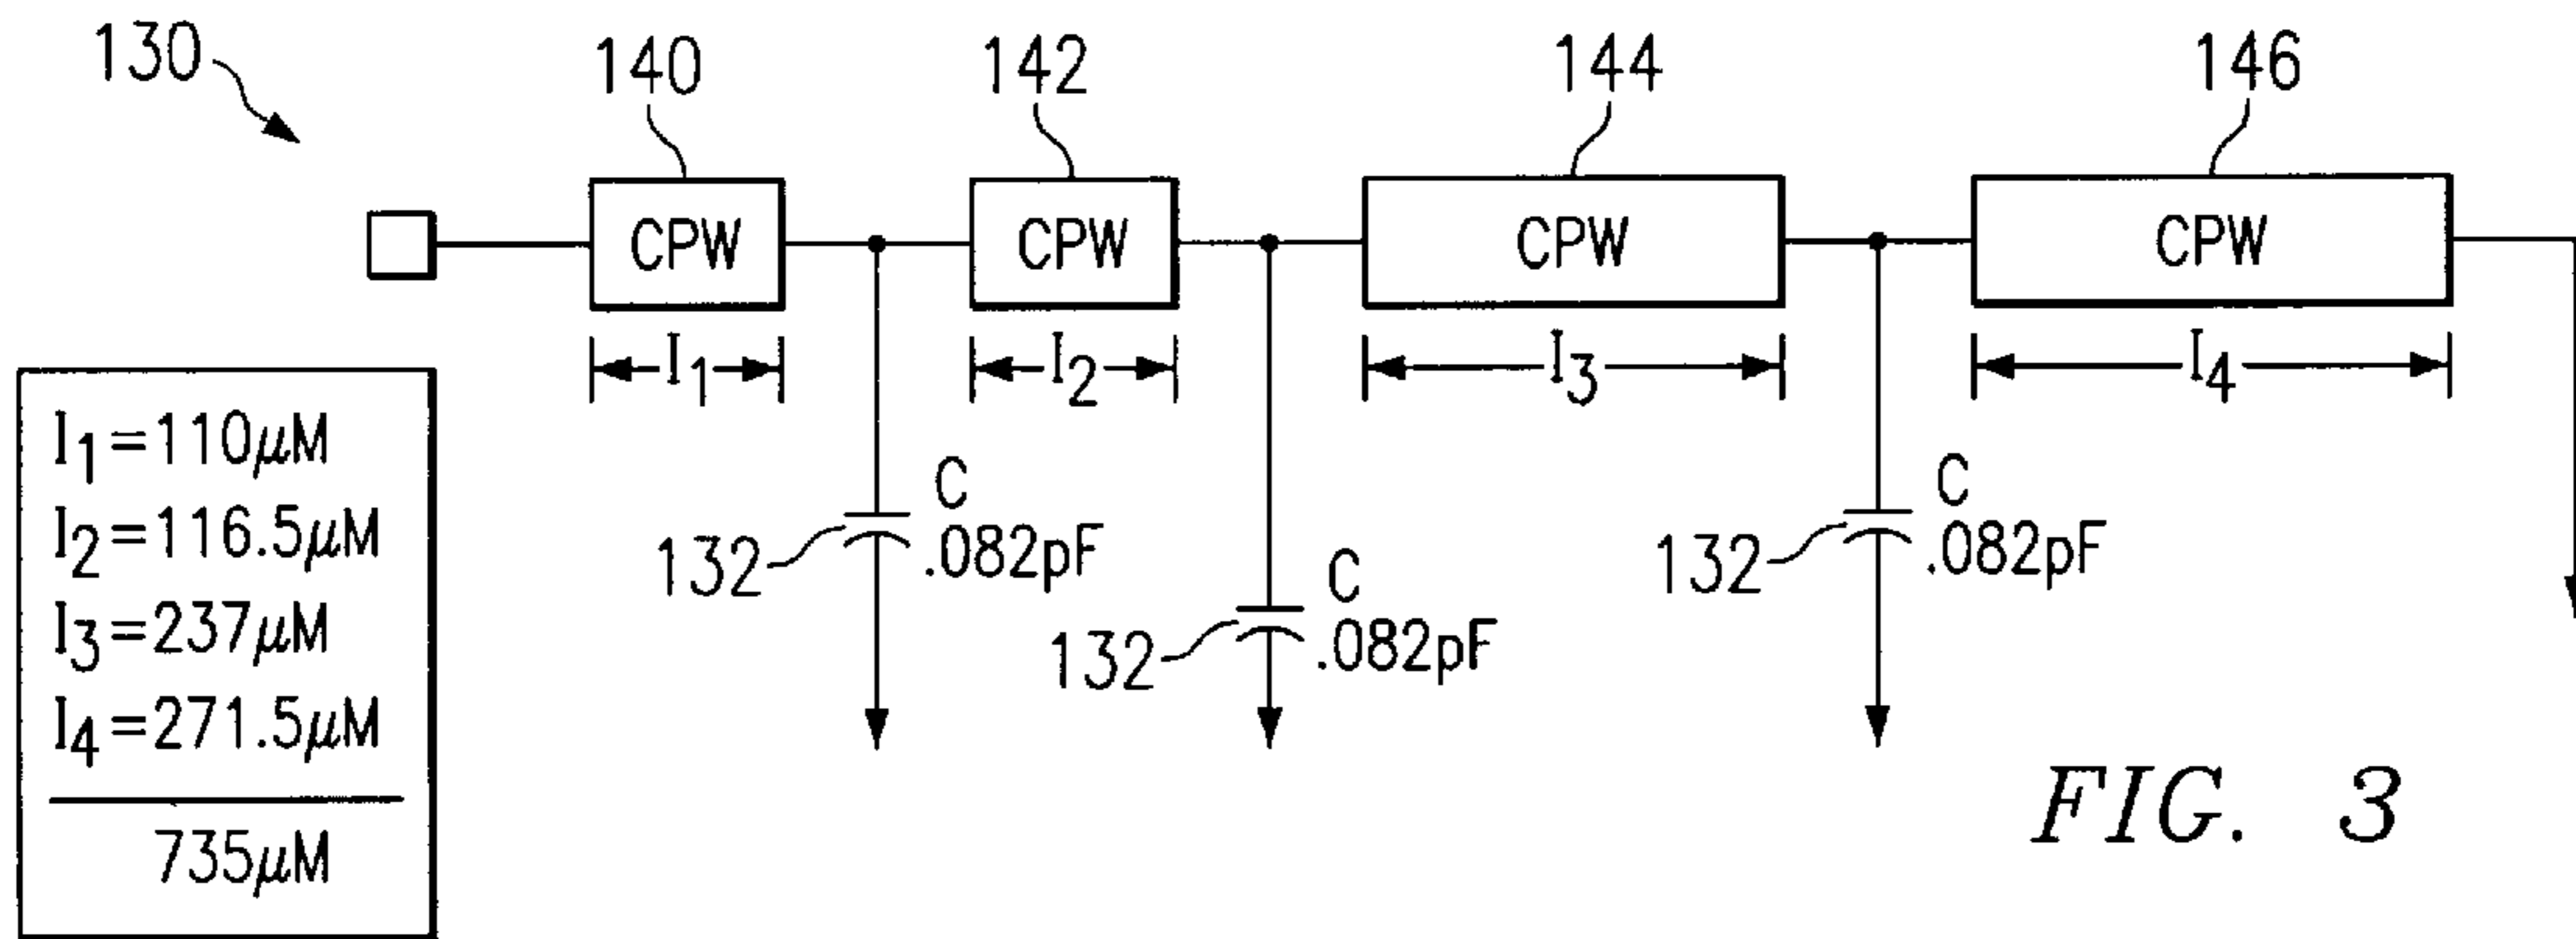 130
140
142
144
146
CPW
CPW
CPW
CPW
I1
I2
I3
I4
I1=110μM
I2=116.5μM
I3=237μM
I4=271.5μM
735μM
132
C
.082pF
132
C
.082pF
132
C
.082pF
FIG. 3